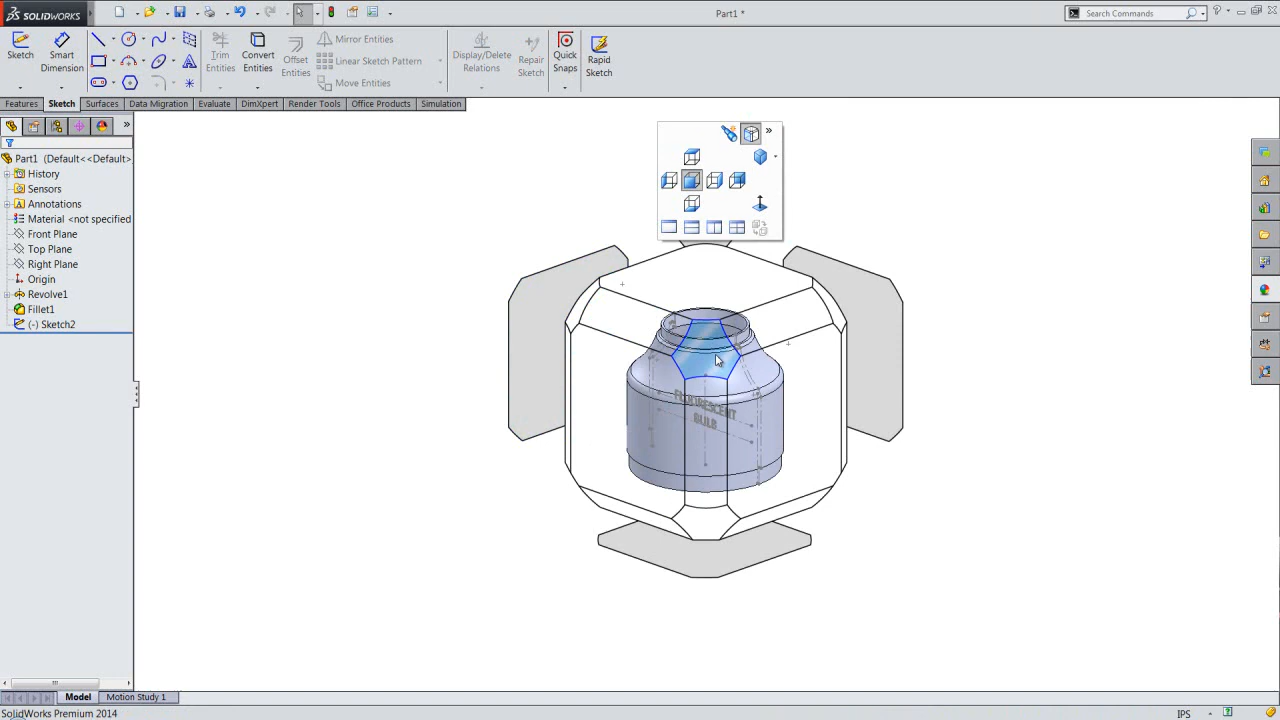 SOLIDWORKS
Part1 *
Search Commands
Sketch
Smart Dimension
Trim Entities
Convert Entities
Offset Entities
Mirror Entities
Linear Sketch Pattern
Move Entities
Display/Delete Relations
Repair Sketch
Quick Snaps
Rapid Sketch
Features
Sketch
Surfaces
Data Migration
Evaluate
DimXpert
Render Tools
Office Products
Simulation
Part1 (Default<<Default>
History
Sensors
Annotations
Material <not specified
Front Plane
Top Plane
Right Plane
Origin
Revolve1
Fillet1
(-) Sketch2
FLUORESCENT
BULB
Model
Motion Study 1
SolidWorks Premium 2014
IPS